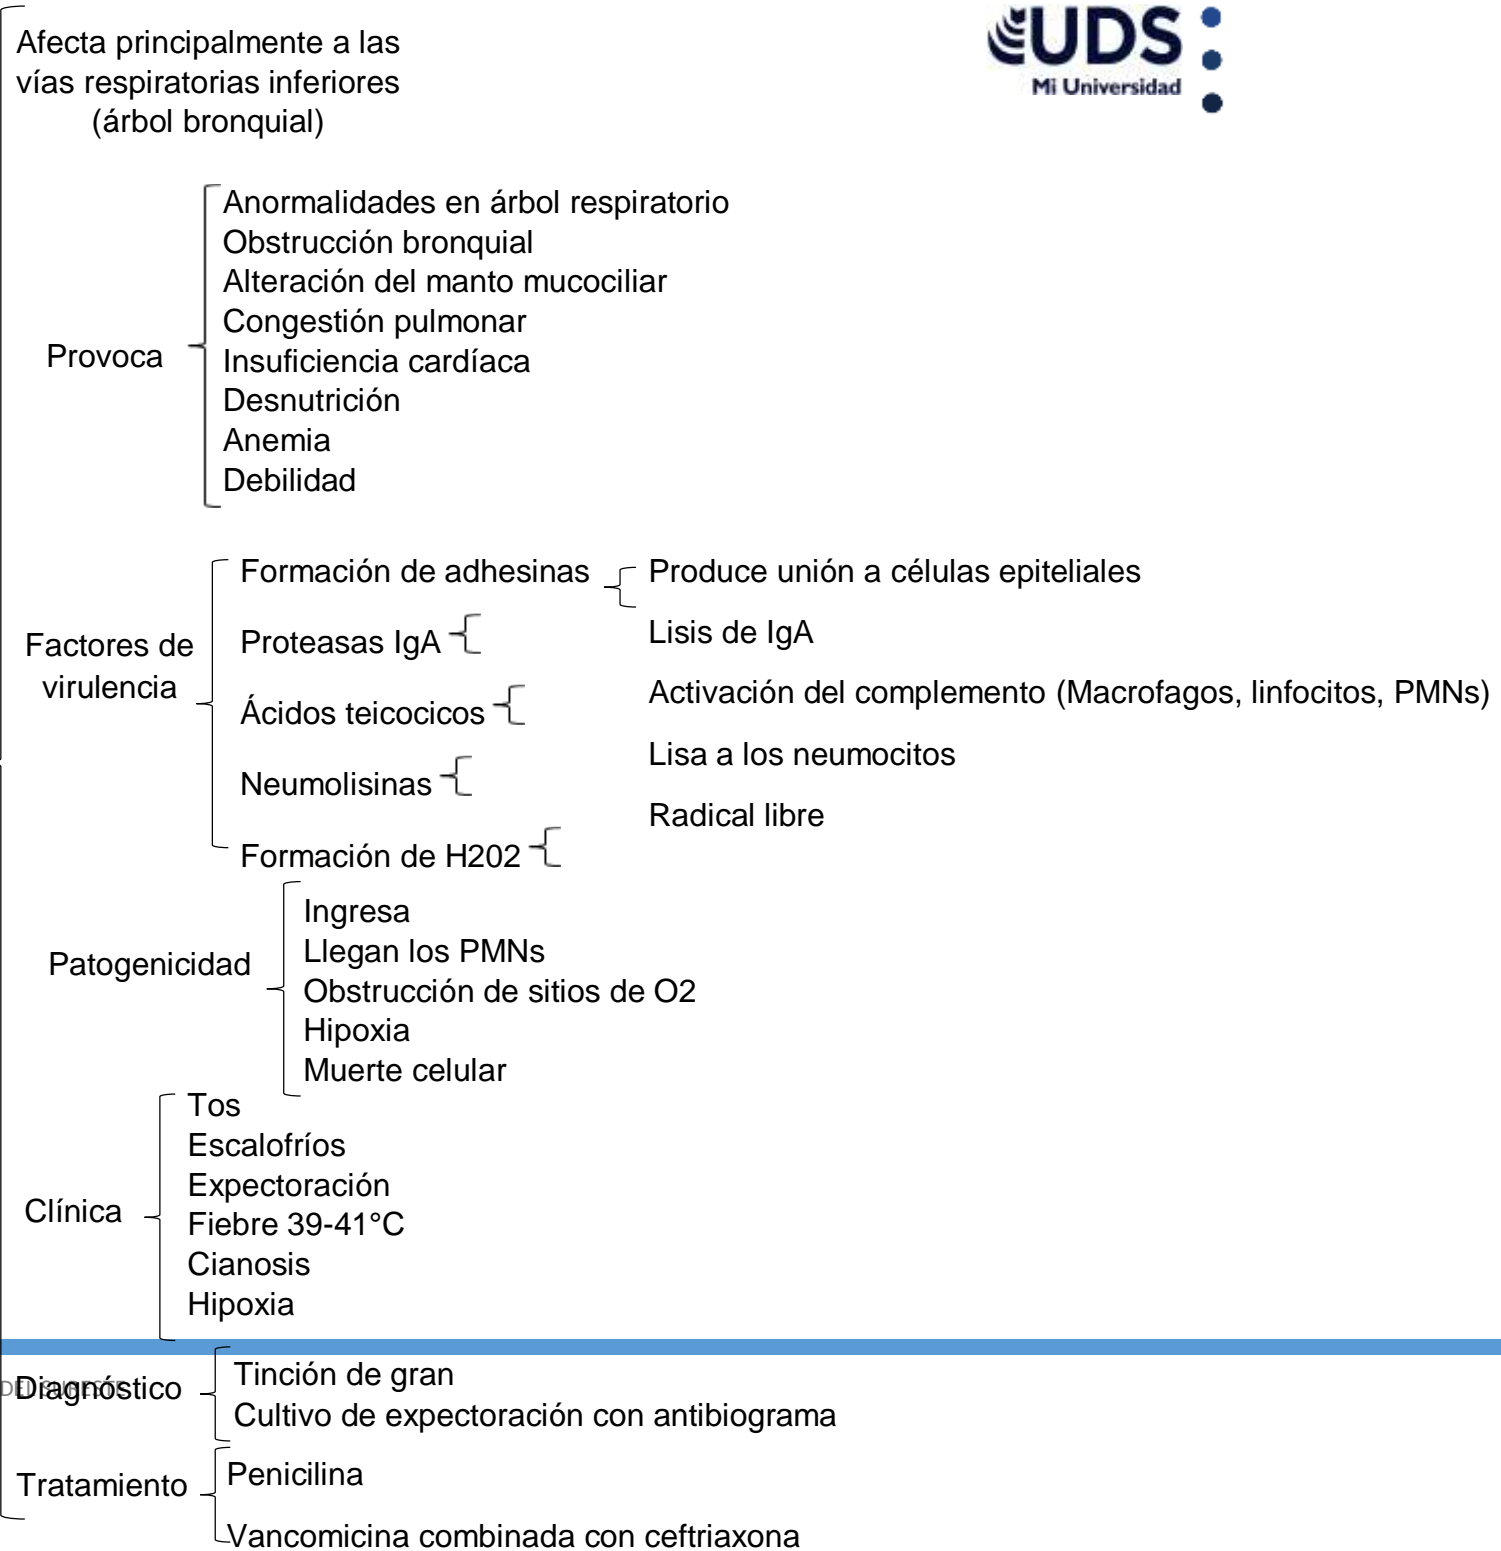 Afecta principalmente a las
vías respiratorias inferiores
(árbol bronquial)
UDS
Mi Universidad
Provoca
Anormalidades en árbol respiratorio
Obstrucción bronquial
Alteración del manto mucociliar
Congestión pulmonar
Insuficiencia cardíaca
Desnutrición
Anemia
Debilidad
Factores de
virulencia
Formación de adhesinas
Produce unión a células epiteliales
Proteasas IgA
Lisis de IgA
Ácidos teicocicos
Activación del complemento (Macrofagos, linfocitos, PMNs)
Neumolisinas
Lisa a los neumocitos
Formación de H202
Radical libre
Patogenicidad
Ingresa
Llegan los PMNs
Obstrucción de sitios de O2
Hipoxia
Muerte celular
Clínica
Tos
Escalofríos
Expectoración
Fiebre 39-41°C
Cianosis
Hipoxia
DEL SURESTE
Diagnóstico
Tinción de gran
Cultivo de expectoración con antibiograma
Tratamiento
Penicilina
Vancomicina combinada con ceftriaxona